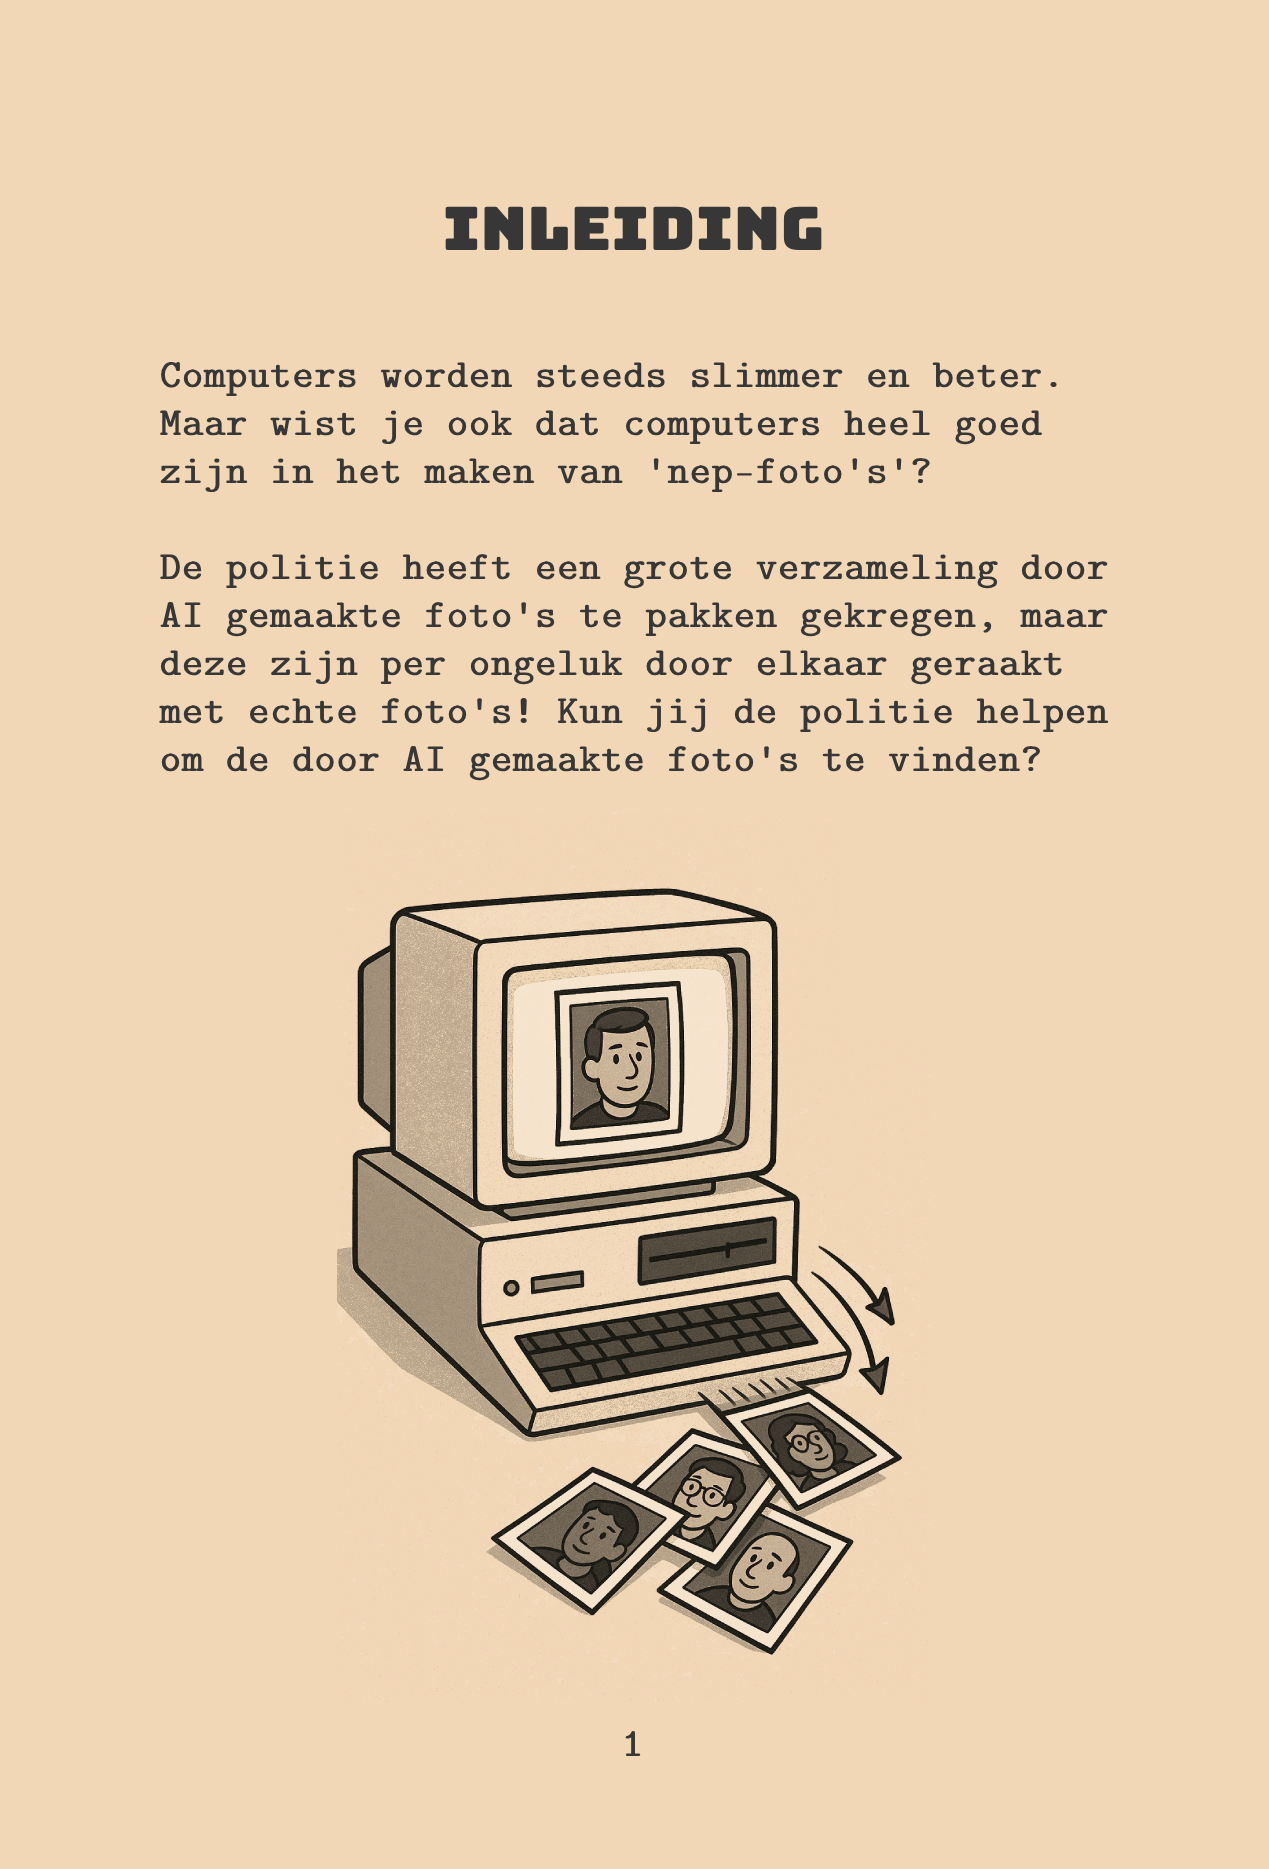 INLEIDING
Computers worden steeds slimmer en beter.
Maar wist je ook dat computers heel goed
zijn in het maken van 'nep-foto's'?
De politie heeft een grote verzameling door
AI gemaakte foto's te pakken gekregen, maar
deze zijn per ongeluk door elkaar geraakt
met echte foto's! Kun jij de politie helpen
om de door AI gemaakte foto's te vinden?
1